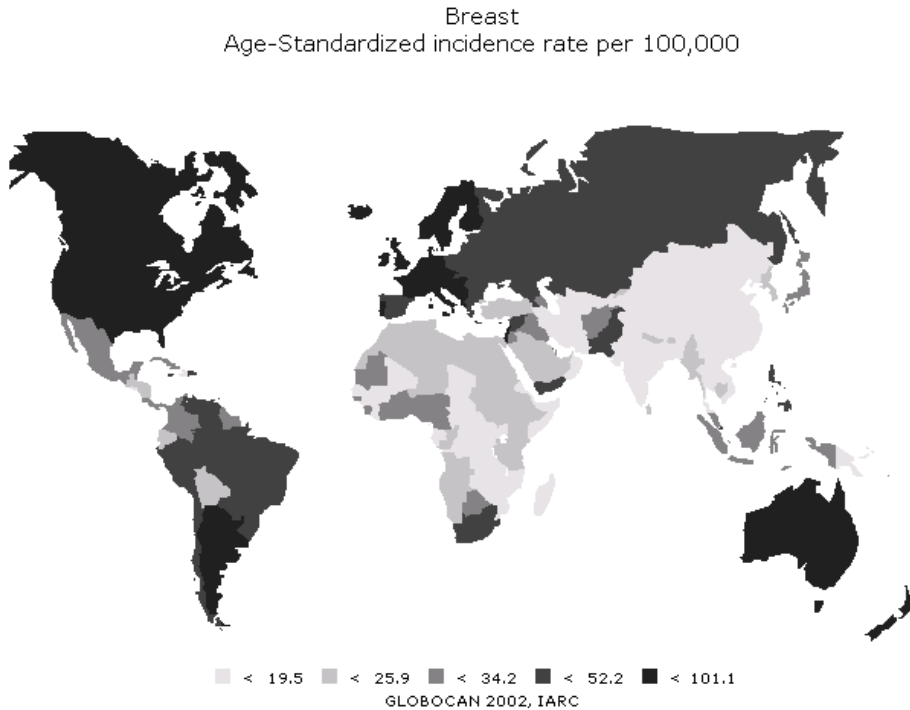 Breast
Age-Standardized incidence rate per 100,000
< 19.5 < 25.9 < 34.2 < 52.2 < 101.1
GLOBOCAN 2002, IARC